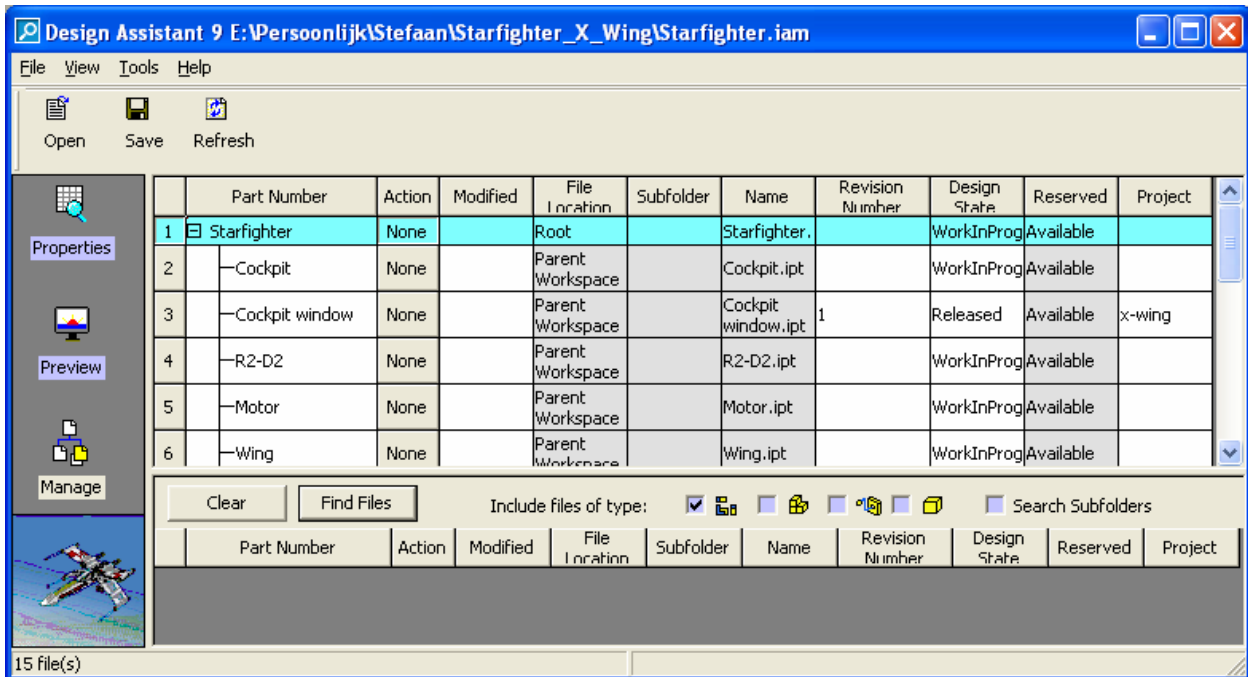 Design Assistant 9 E:\Persoonlijk\Stefaan\Starfighter_X_Wing\Starfighter.iam
File View Tools Help
Open Save Refresh
Properties
Preview
Manage
Part Number Action Modified File Location Subfolder Name Revision Number Design State Reserved Project
1 Starfighter None Root Starfighter. WorkInProg Available
2 Cockpit None Parent Workspace Cockpit.ipt WorkInProg Available
3 Cockpit window None Parent Workspace Cockpit window.ipt 1 Released Available x-wing
4 R2-D2 None Parent Workspace R2-D2.ipt WorkInProg Available
5 Motor None Parent Workspace Motor.ipt WorkInProg Available
6 Wing None Parent Workspace Wing.ipt WorkInProg Available
Clear Find Files Include files of type: Search Subfolders
Part Number Action Modified File Location Subfolder Name Revision Number Design State Reserved Project
15 file(s)